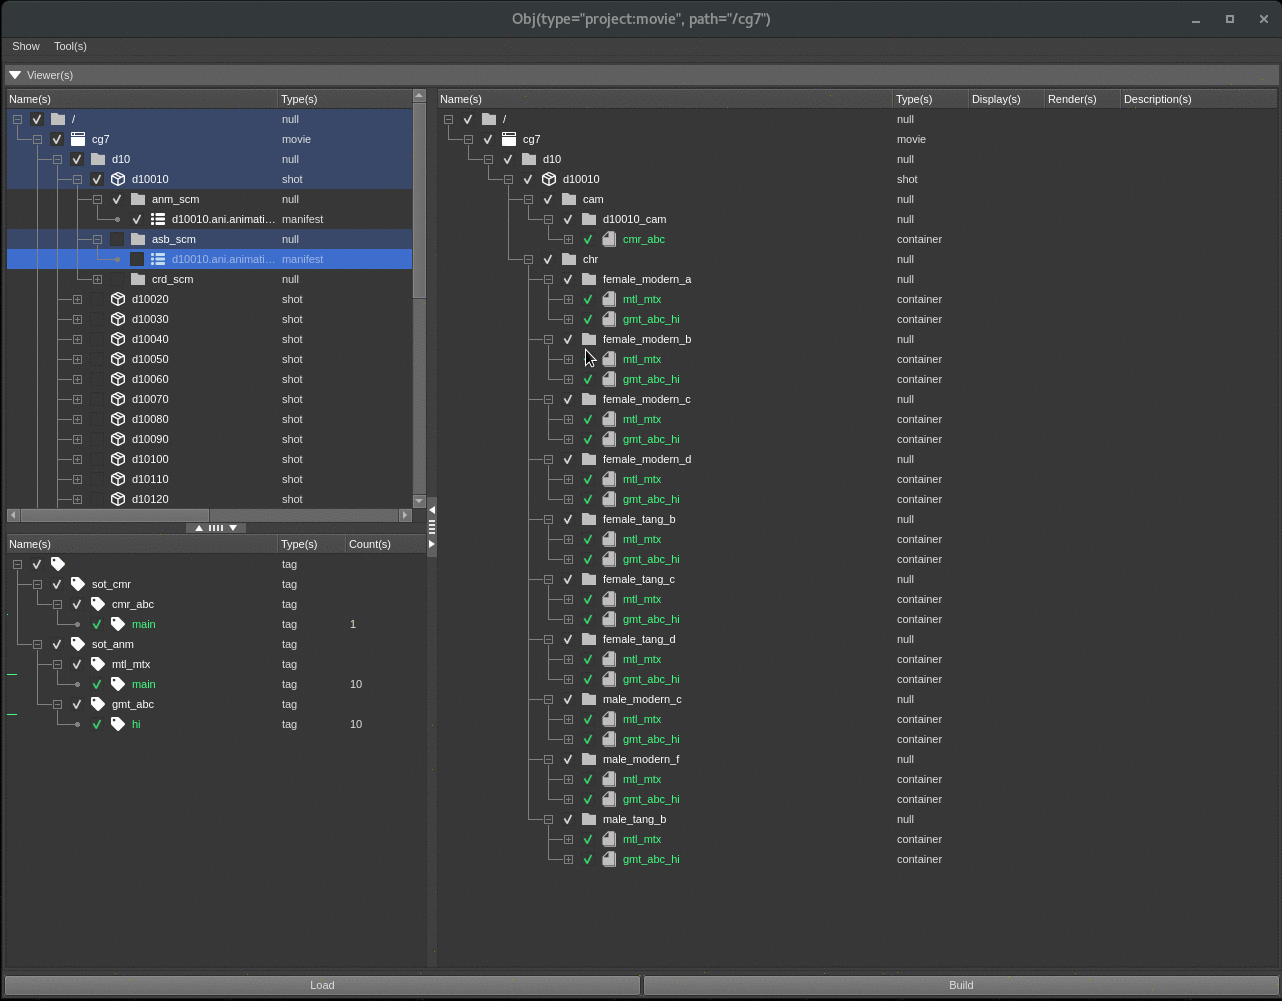 Obj(type="project:movie", path="/cg7")
Show Tool(s)
Viewer(s)
Name(s) Type(s)
/ null
cg7 movie
d10 null
d10010 shot
anm_scm null
d10010.ani.animati... manifest
asb_scm null
d10010.ani.animati... manifest
crd_scm null
d10020 shot
d10030 shot
d10040 shot
d10050 shot
d10060 shot
d10070 shot
d10080 shot
d10090 shot
d10100 shot
d10110 shot
d10120 shot
Name(s) Type(s) Count(s)
tag
sot_cmr tag
cmr_abc tag
main tag 1
sot_anm tag
mtl_mtx tag
main tag 10
gmt_abc tag
hi tag 10
Name(s) Type(s) Display(s) Render(s) Description(s)
/ null
cg7 movie
d10 null
d10010 shot
cam null
d10010_cam null
cmr_abc container
chr null
female_modern_a null
mtl_mtx container
gmt_abc_hi container
female_modern_b null
mtl_mtx container
gmt_abc_hi container
female_modern_c null
mtl_mtx container
gmt_abc_hi container
female_modern_d null
mtl_mtx container
gmt_abc_hi container
female_tang_b null
mtl_mtx container
gmt_abc_hi container
female_tang_c null
mtl_mtx container
gmt_abc_hi container
female_tang_d null
mtl_mtx container
gmt_abc_hi container
male_modern_c null
mtl_mtx container
gmt_abc_hi container
male_modern_f null
mtl_mtx container
gmt_abc_hi container
male_tang_b null
mtl_mtx container
gmt_abc_hi container
Load Build